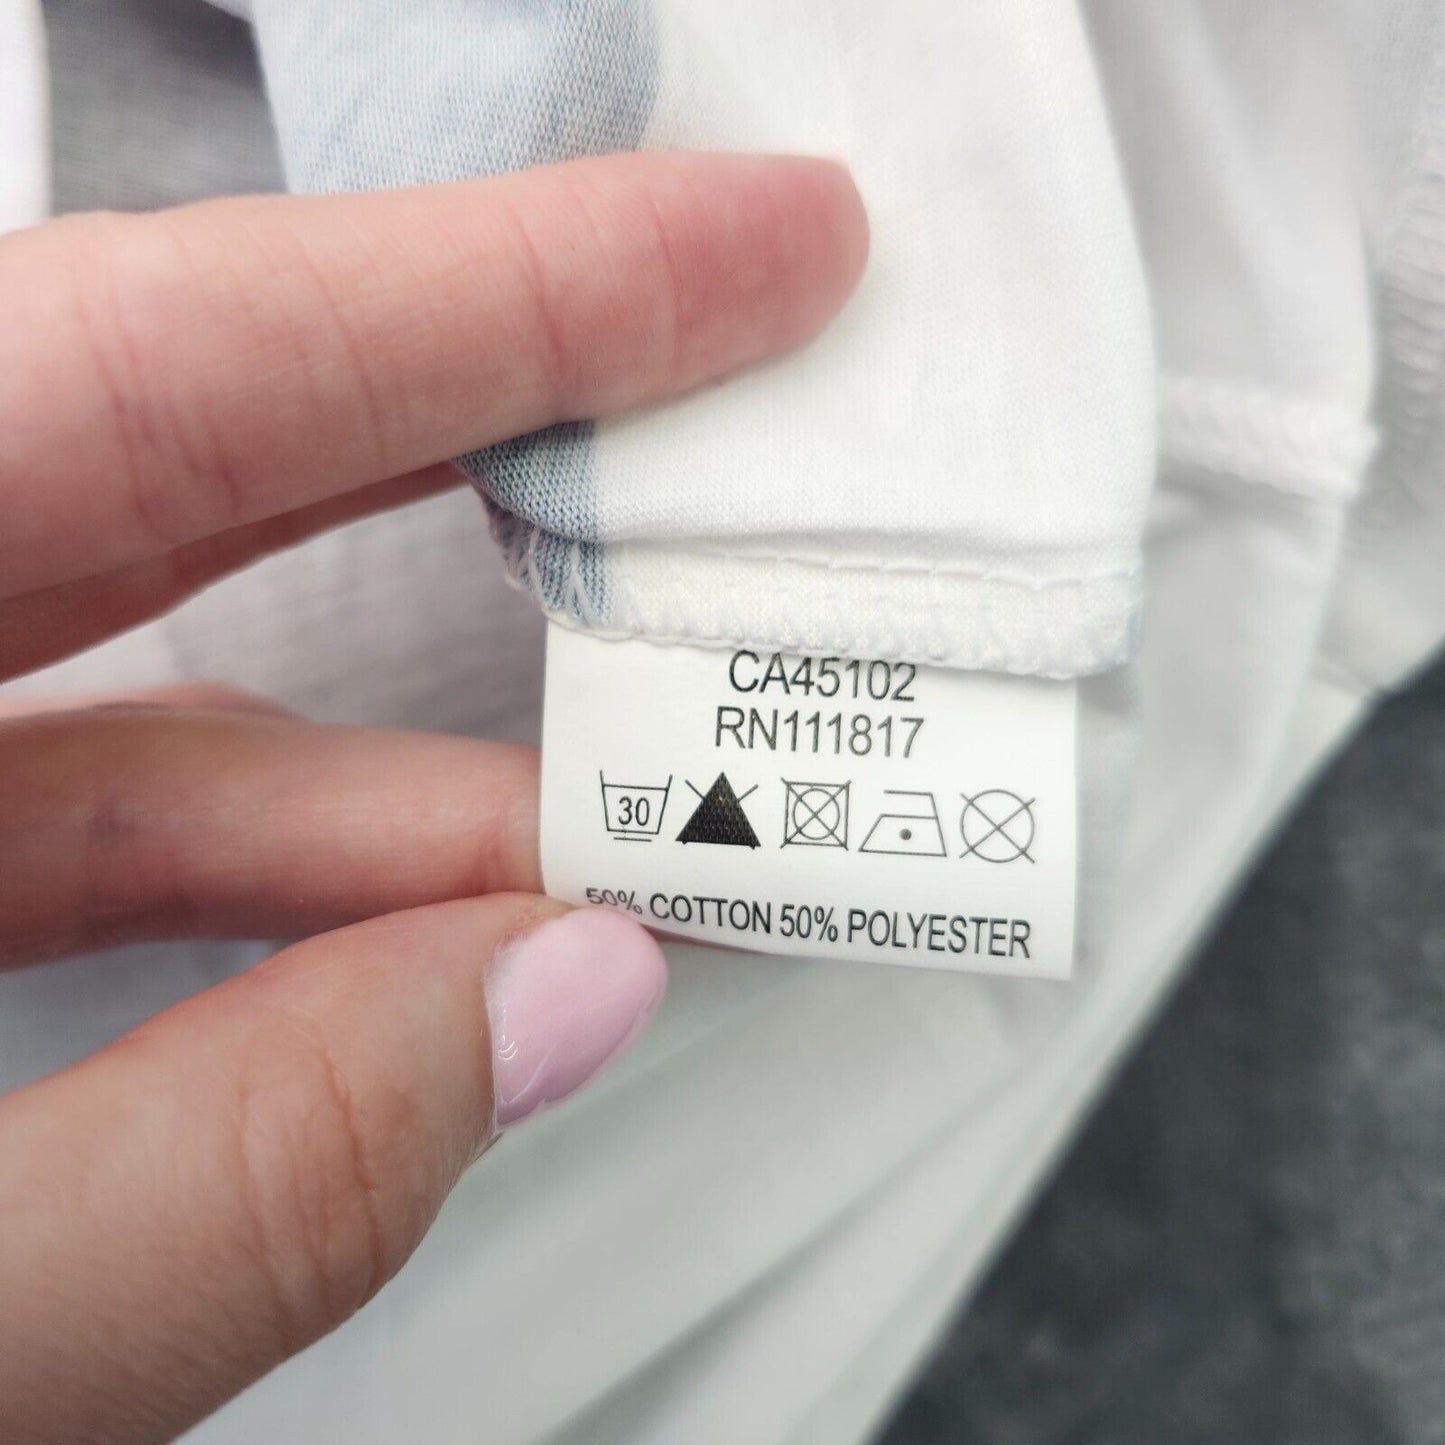 CA45102
RN111817
30
50% COTTON 50% POLYESTER